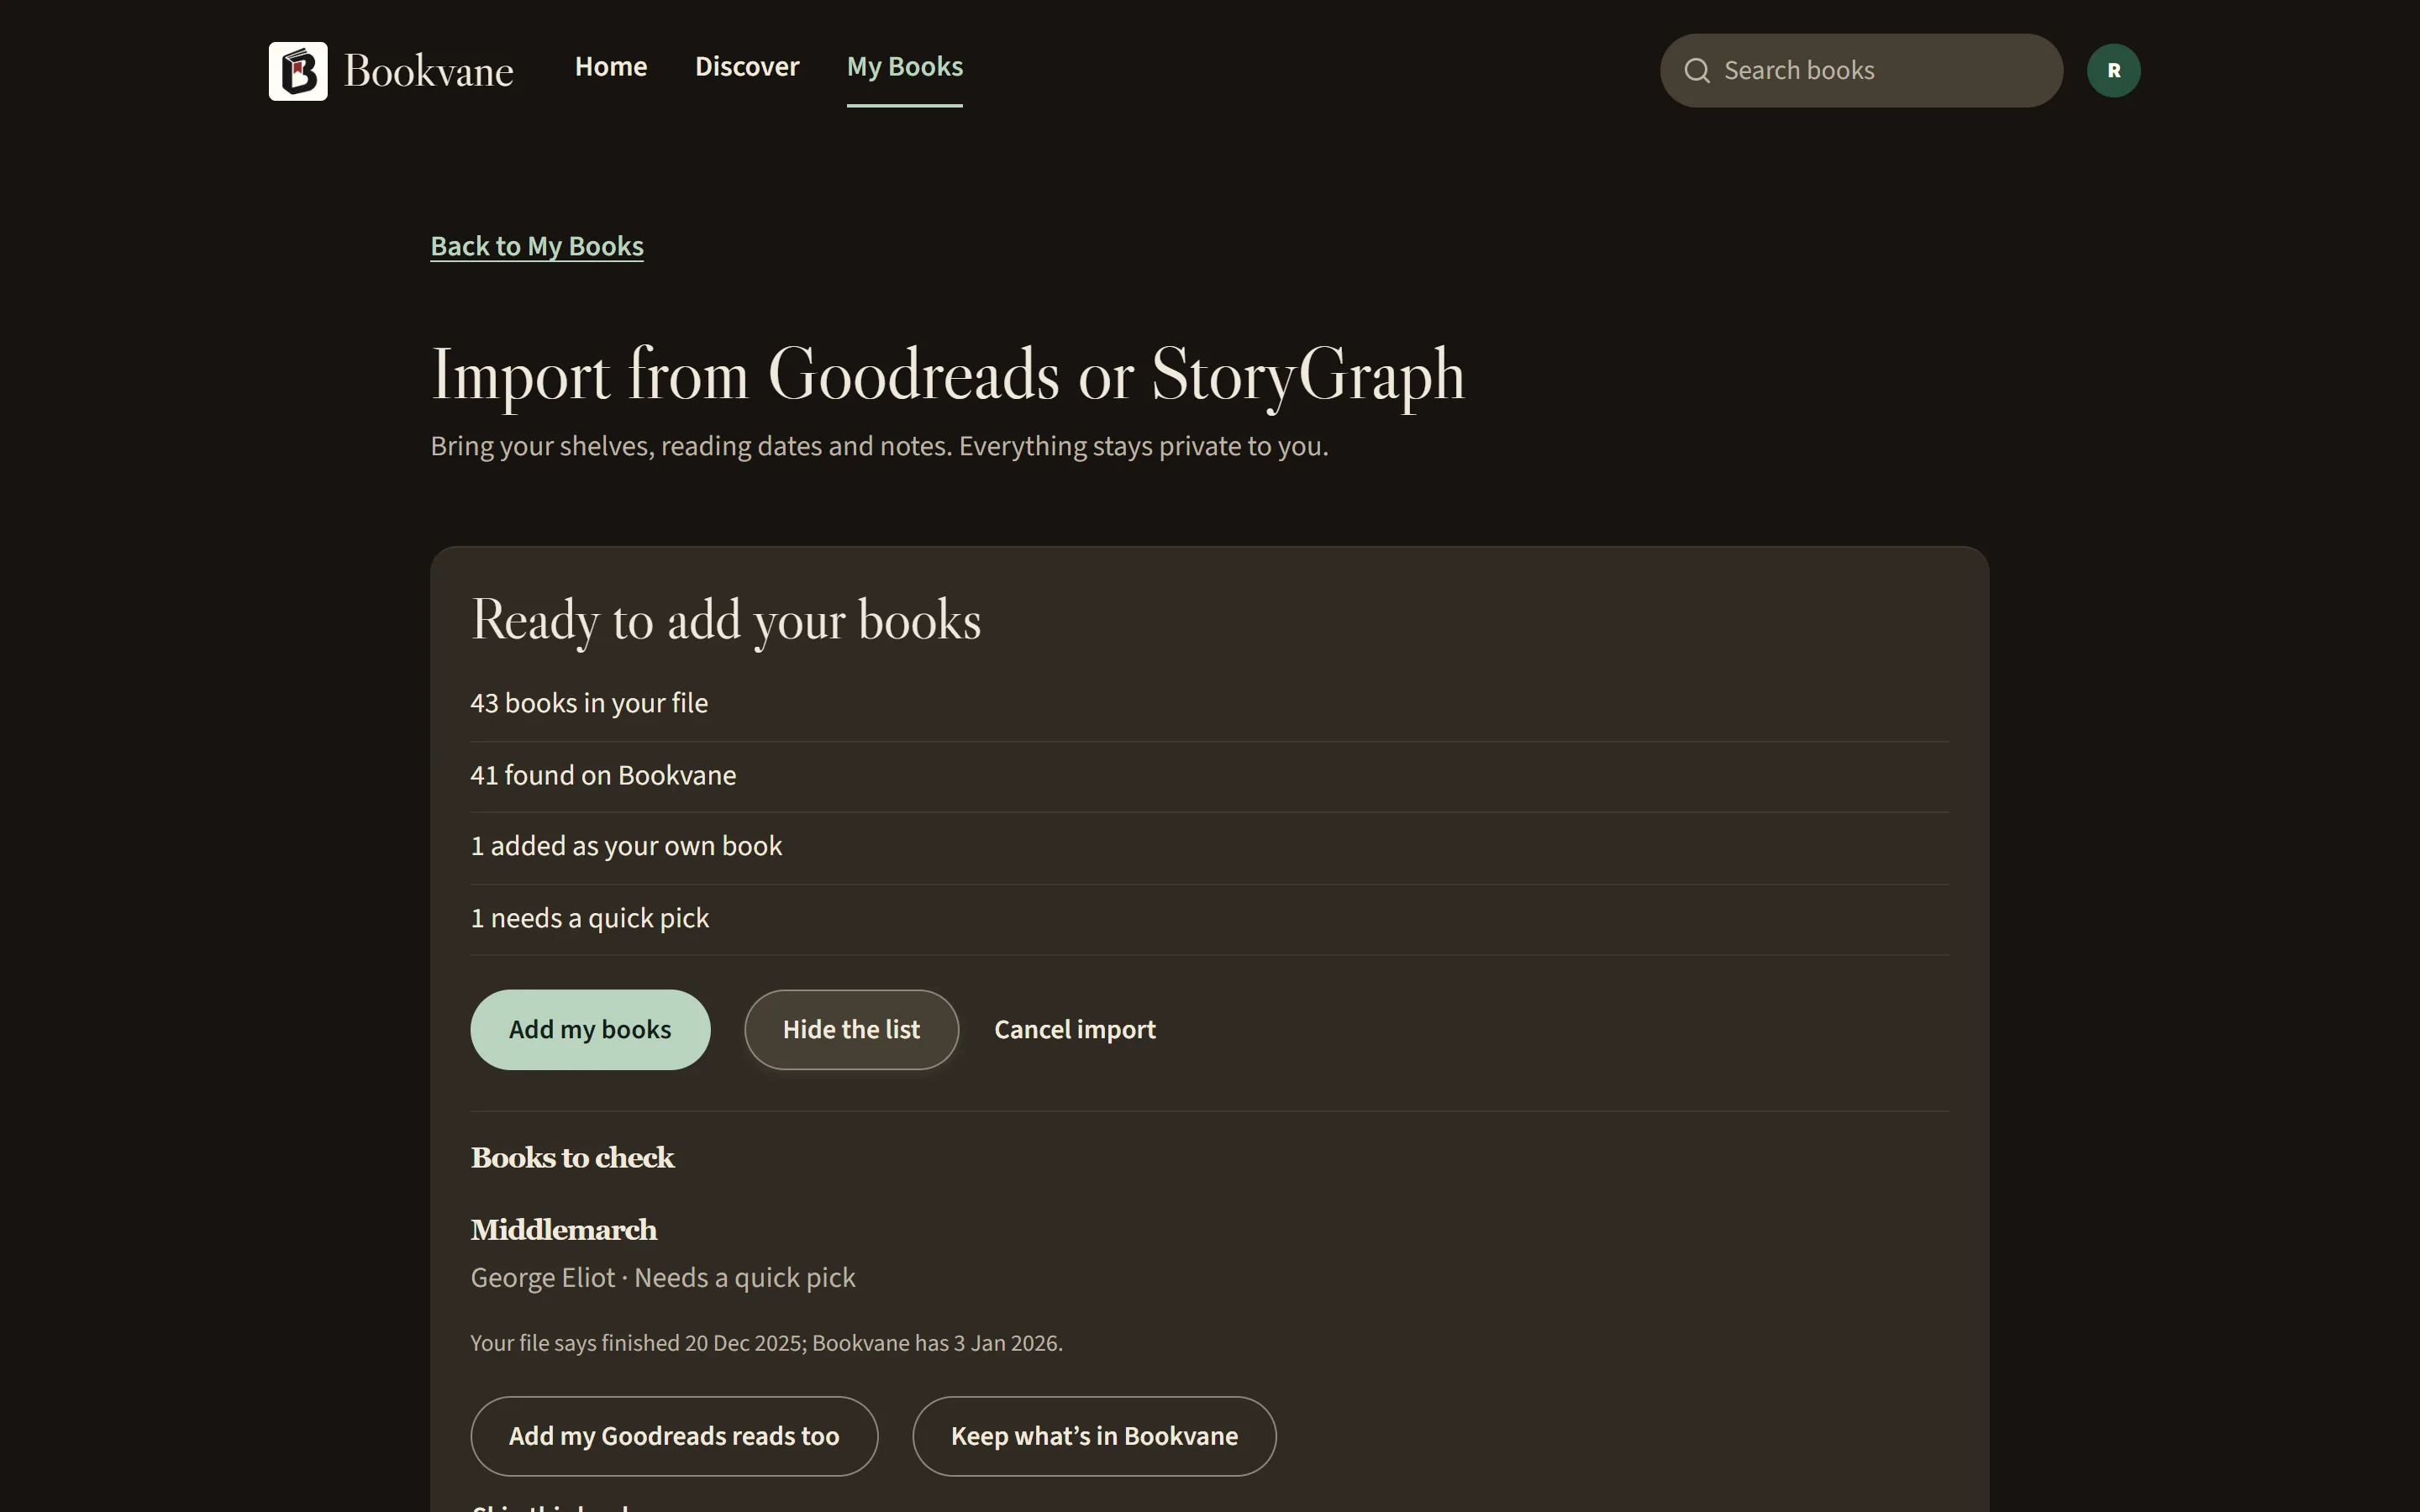 Bookvane
Home
Discover
My Books
Search books
R
Back to My Books
Import from Goodreads or StoryGraph
Bring your shelves, reading dates and notes. Everything stays private to you.
Ready to add your books
43 books in your file
41 found on Bookvane
1 added as your own book
1 needs a quick pick
Add my books
Hide the list
Cancel import
Books to check
Middlemarch
George Eliot · Needs a quick pick
Your file says finished 20 Dec 2025; Bookvane has 3 Jan 2026.
Add my Goodreads reads too
Keep what’s in Bookvane